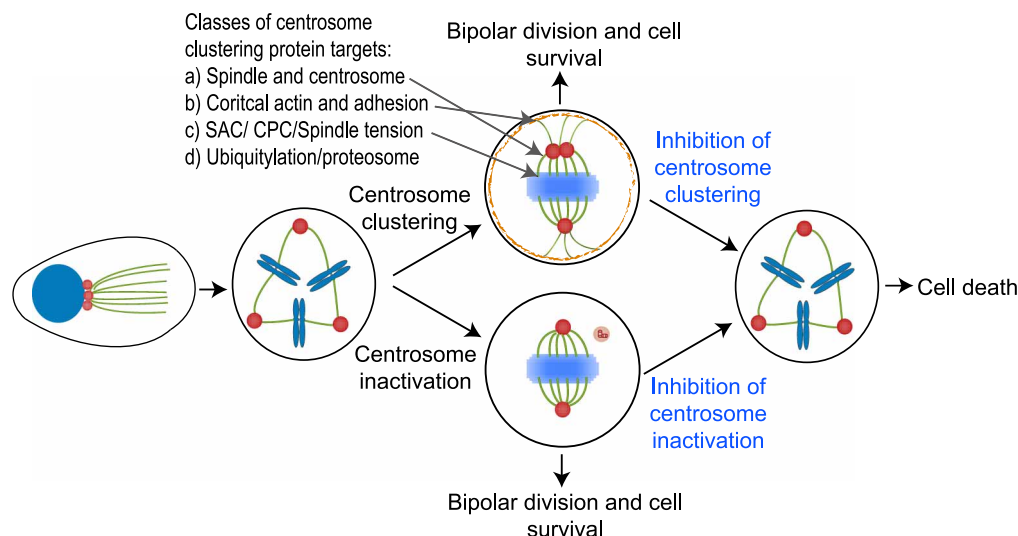 Classes of centrosome
clustering protein targets:
a) Spindle and centrosome
b) Coritcal actin and adhesion
c) SAC/ CPC/Spindle tension
d) Ubiquitylation/proteosome
Bipolar division and cell
survival
Centrosome
clustering
Inhibition of
centrosome
clustering
Cell death
Centrosome
inactivation
Inhibition of
centrosome
inactivation
Bipolar division and cell
survival